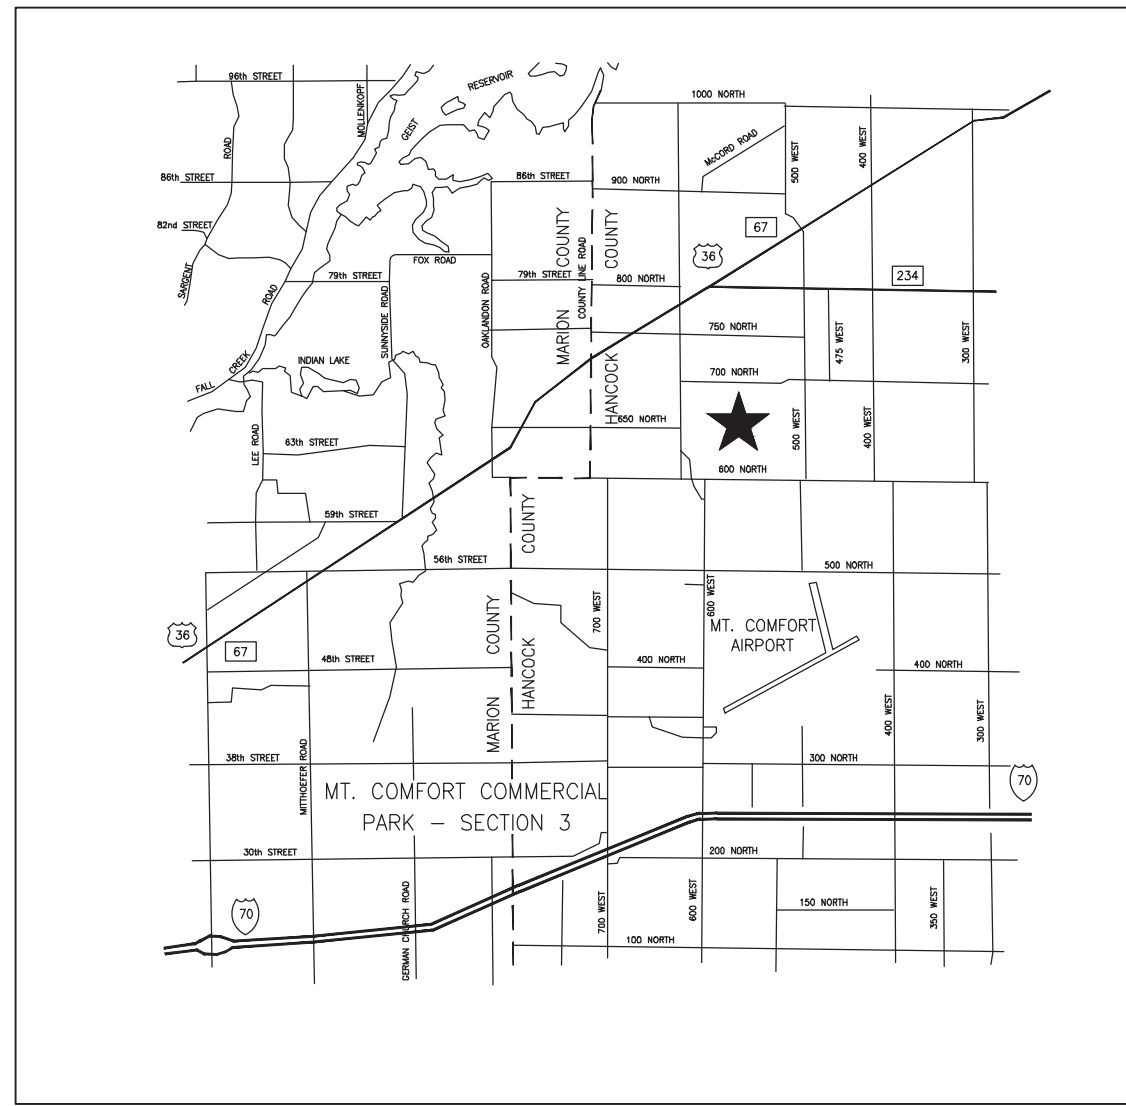 RESERVOIR
96th STREET
MOLLENKOPF
1000 NORTH
GEIST
ROAD
McCORD ROAD
500 WEST
400 WEST
86th STREET
86th STREET
900 NORTH
82nd STREET
COUNTY
COUNTY
67
36
FOX ROAD
COUNTY LINE ROAD
SARGENT
79th STREET
79th STREET
800 NORTH
234
ROAD
SUNNYSIDE ROAD
OAKLANDON ROAD
MARION
750 NORTH
475 WEST
300 WEST
CREEK
FALL
INDIAN LAKE
HANCOCK
700 NORTH
650 NORTH
500 WEST
400 WEST
LEE ROAD
63th STREET
600 NORTH
59th STREET
COUNTY
56th STREET
500 NORTH
36
67
COUNTY
700 WEST
600 WEST
MT. COMFORT
AIRPORT
48th STREET
HANCOCK
400 NORTH
400 NORTH
MARION
400 WEST
300 WEST
MITTHOEFER ROAD
38th STREET
300 NORTH
70
MT. COMFORT COMMERCIAL
PARK – SECTION 3
30th STREET
200 NORTH
70
GERMAN CHURCH ROAD
700 WEST
600 WEST
150 NORTH
350 WEST
100 NORTH